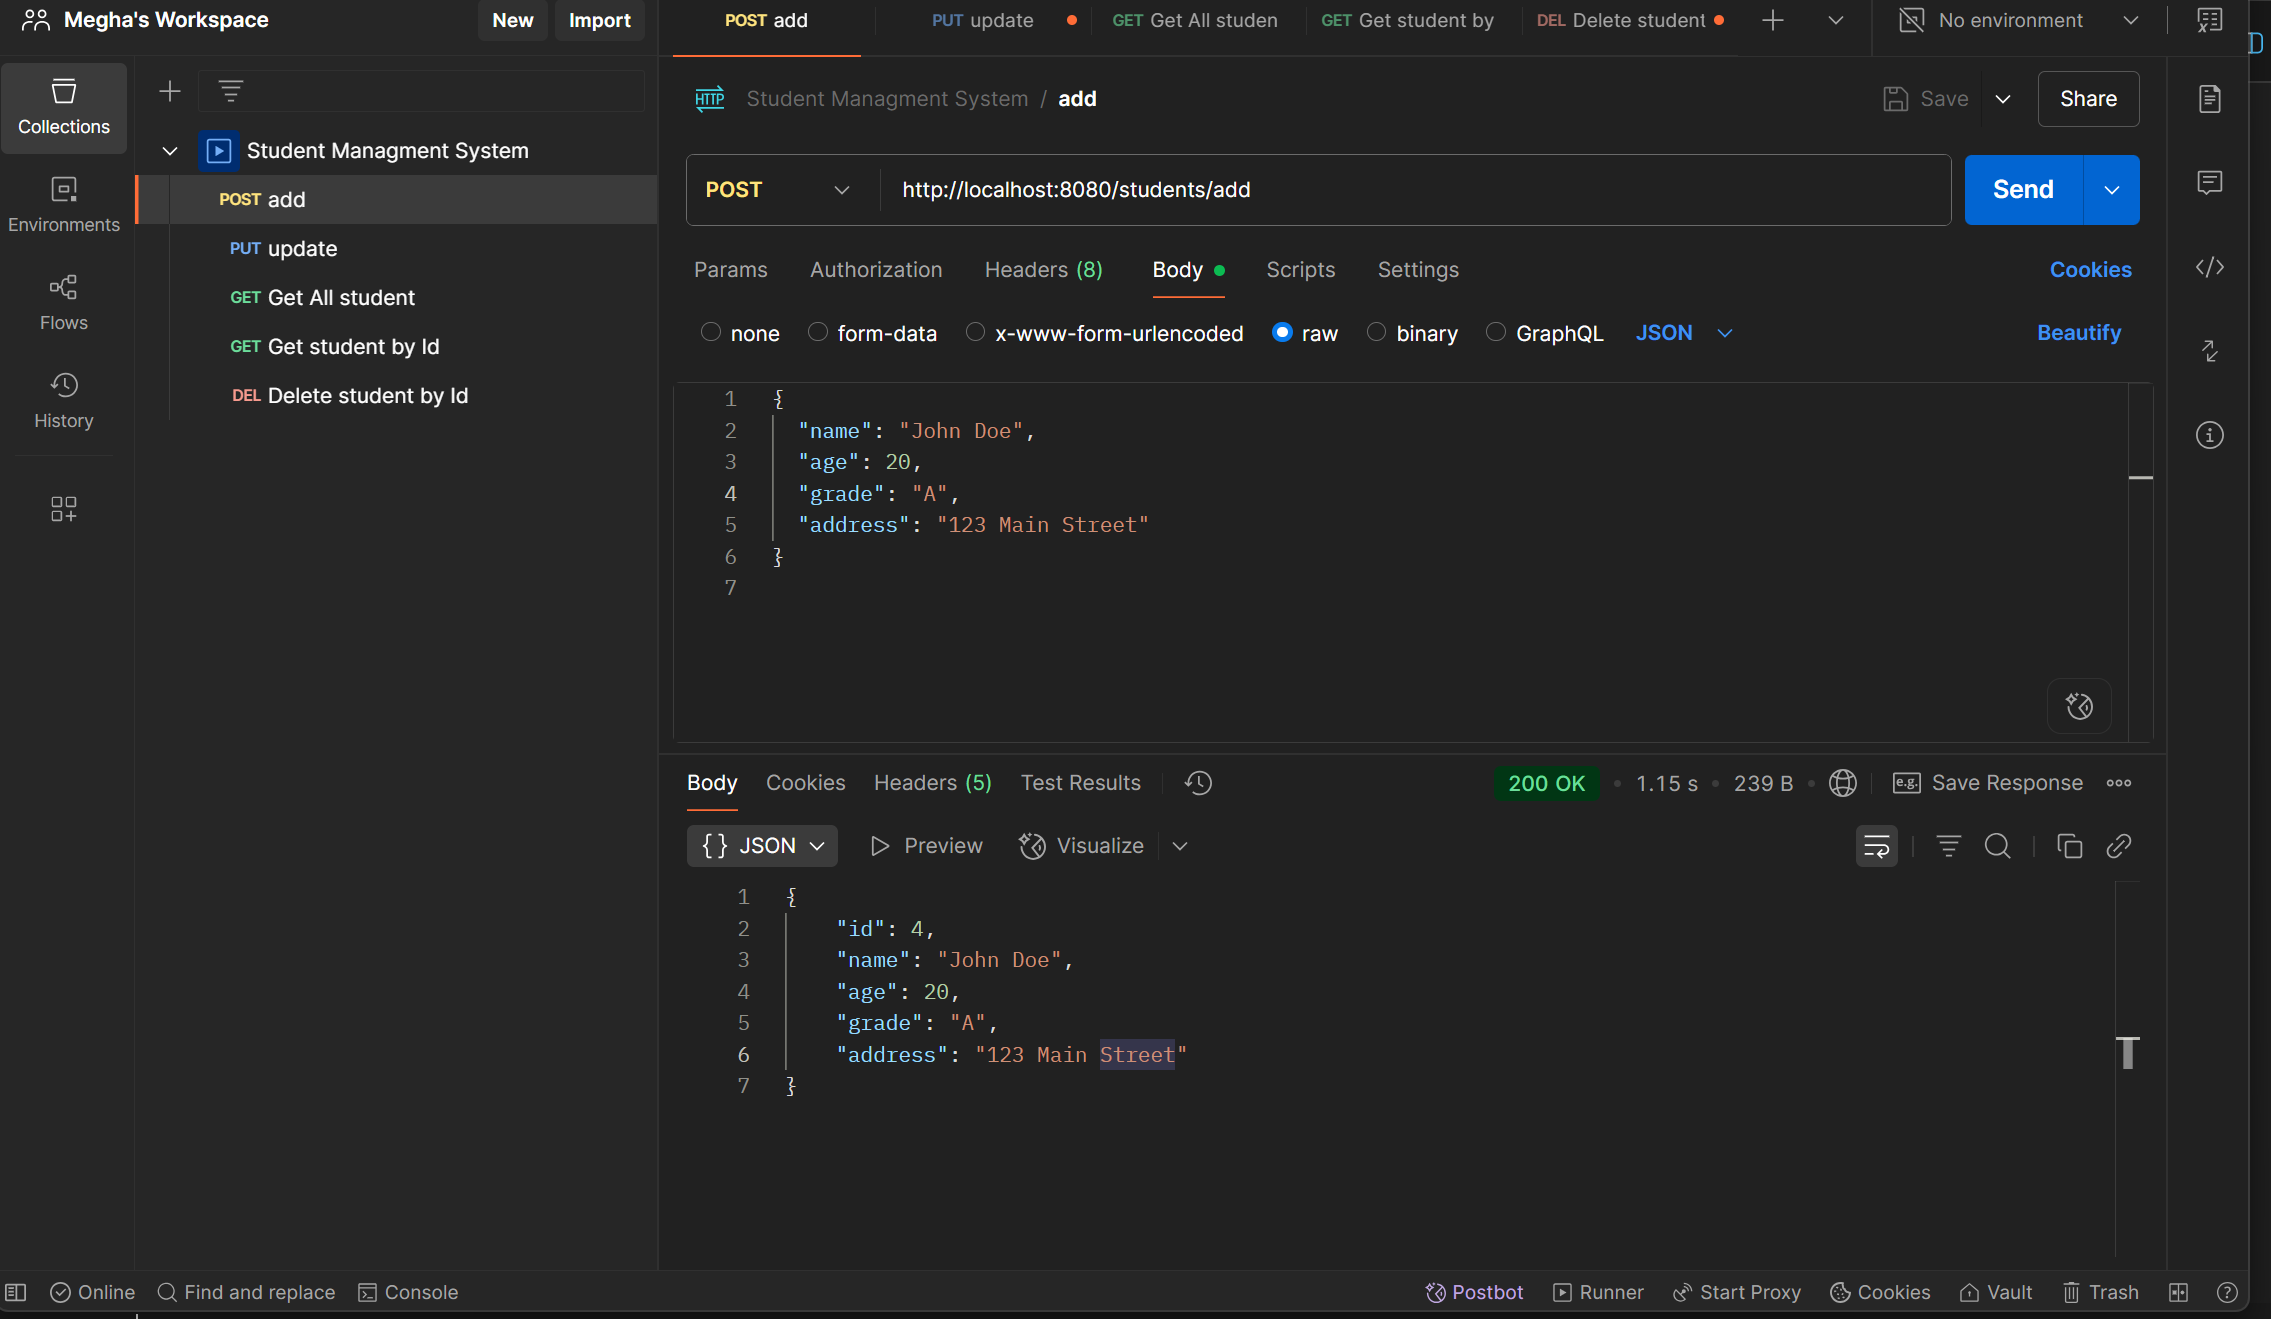 Megha's Workspace
New
Import
POST add
PUT update
GET Get All studen
GET Get student by
DEL Delete student
No environment
Collections
Environments
Flows
History
Student Managment System
POST add
PUT update
GET Get All student
GET Get student by Id
DEL Delete student by Id
HTTP Student Managment System / add
Save
Share
POST
http://localhost:8080/students/add
Send
Params
Authorization
Headers (8)
Body
Scripts
Settings
Cookies
none
form-data
x-www-form-urlencoded
raw
binary
GraphQL
JSON
Beautify
1 {
2 "name": "John Doe",
3 "age": 20,
4 "grade": "A",
5 "address": "123 Main Street"
6 }
7
Body
Cookies
Headers (5)
Test Results
200 OK
1.15 s
239 B
e.g. Save Response
{} JSON
Preview
Visualize
1 {
2 "id": 4,
3 "name": "John Doe",
4 "age": 20,
5 "grade": "A",
6 "address": "123 Main Street"
7 }
Online
Find and replace
Console
Postbot
Runner
Start Proxy
Cookies
Vault
Trash